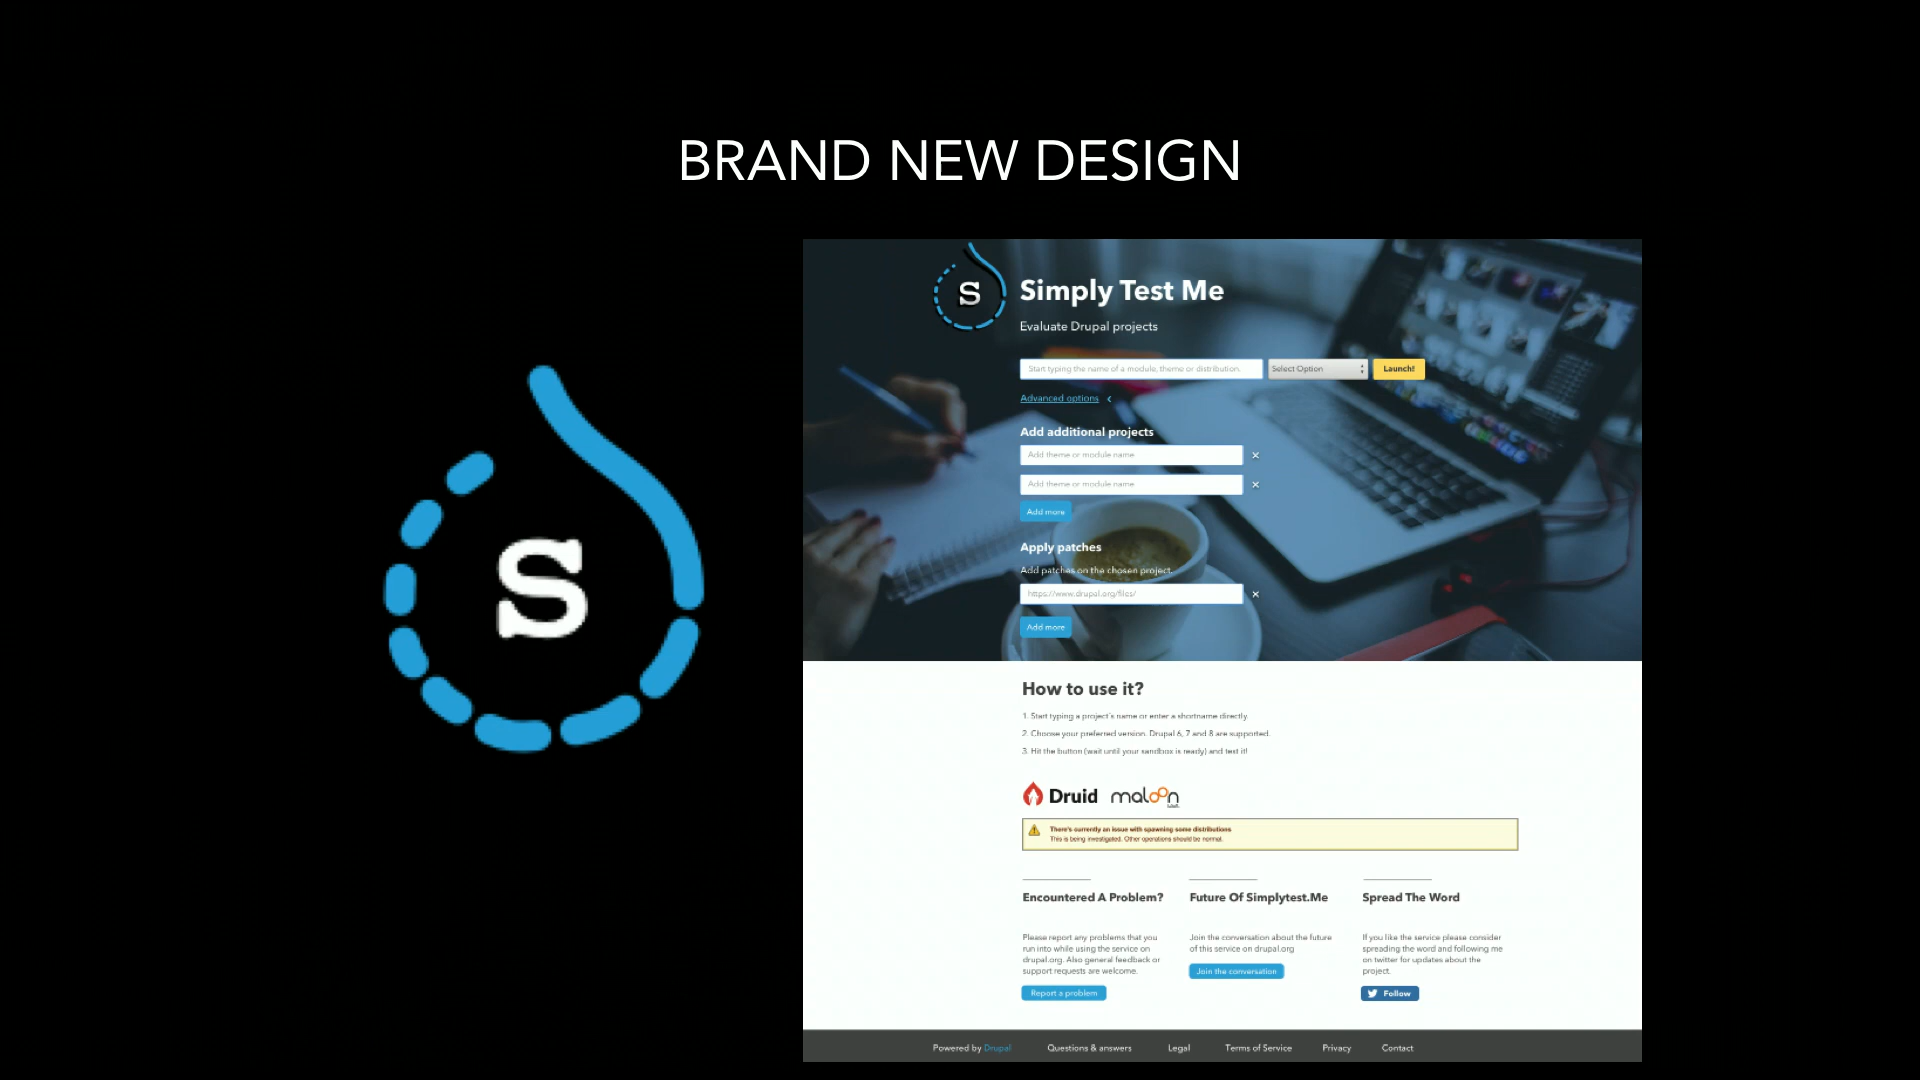 BRAND NEW DESIGN
S
S
Simply Test Me
Evaluate Drupal projects
Start typing the name of a module, theme or distribution.
Select Option
Launch!
Advanced options
Add additional projects
Add theme or module name
Add theme or module name
Add more
Apply patches
Add patches on the chosen project.
https://www.drupal.org/files/
Add more
How to use it?
1. Start typing a project's name or enter a shortname directly.
2. Choose your preferred version. Drupal 6, 7 and 8 are supported.
3. Hit the button (wait until your sandbox is ready) and test it!
Druid maloon
There's currently an issue with spawning some distributions
This is being investigated. Other operations should be normal.
Encountered A Problem?
Please report any problems that you
run into while using the service on
drupal.org. Also general feedback or
support requests are welcome.
Report a problem
Future Of Simplytest.Me
Join the conversation about the future
of this service on drupal.org
Join the conversation
Spread The Word
If you like the service please consider
spreading the word and following me
on twitter for updates about the
project.
Follow
Powered by Drupal Questions & answers Legal Terms of Service Privacy Contact